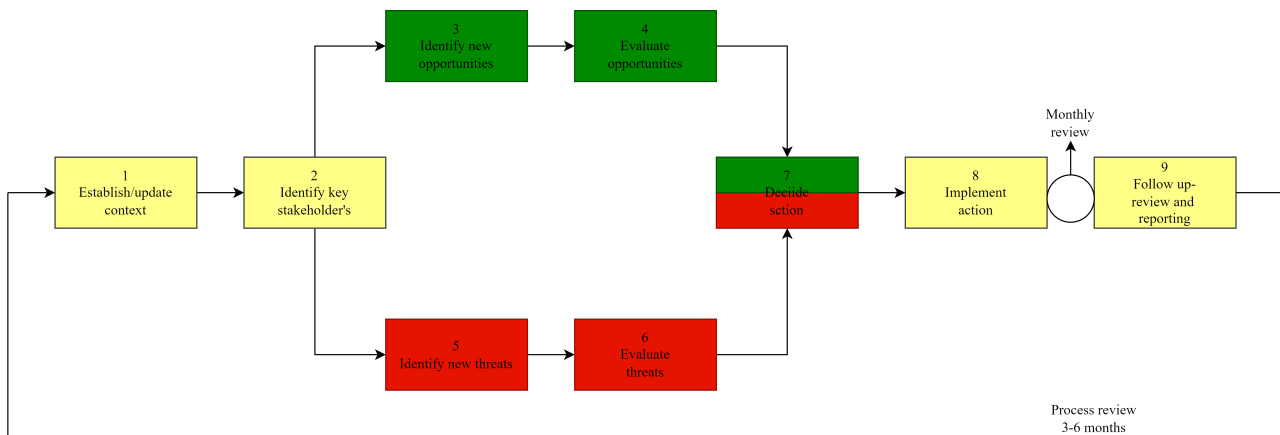 1
Establish/update
context
2
Identify key
stakeholder's
3
Identify new
opportunities
4
Evaluate
opportunities
5
Identify new threats
6
Evaluate
threats
7
Deciide
sction
8
Implement
action
Monthly
review
9
Follow up-
review and
reporting
Process review
3-6 months